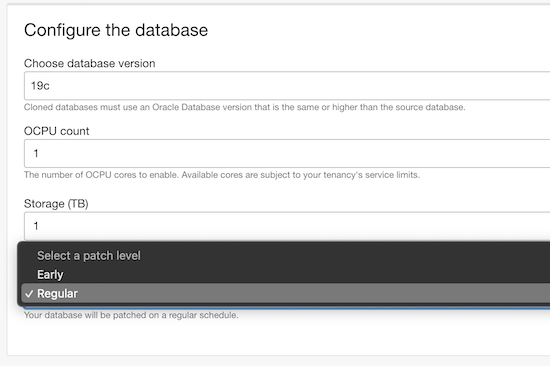 Configure the database
Choose database version
19c
Cloned databases must use an Oracle Database version that is the same or higher than the source database.
OCPU count
1
The number of OCPU cores to enable. Available cores are subject to your tenancy's service limits.
Storage (TB)
1
Select a patch level
Early
✓ Regular
Your database will be patched on a regular schedule.